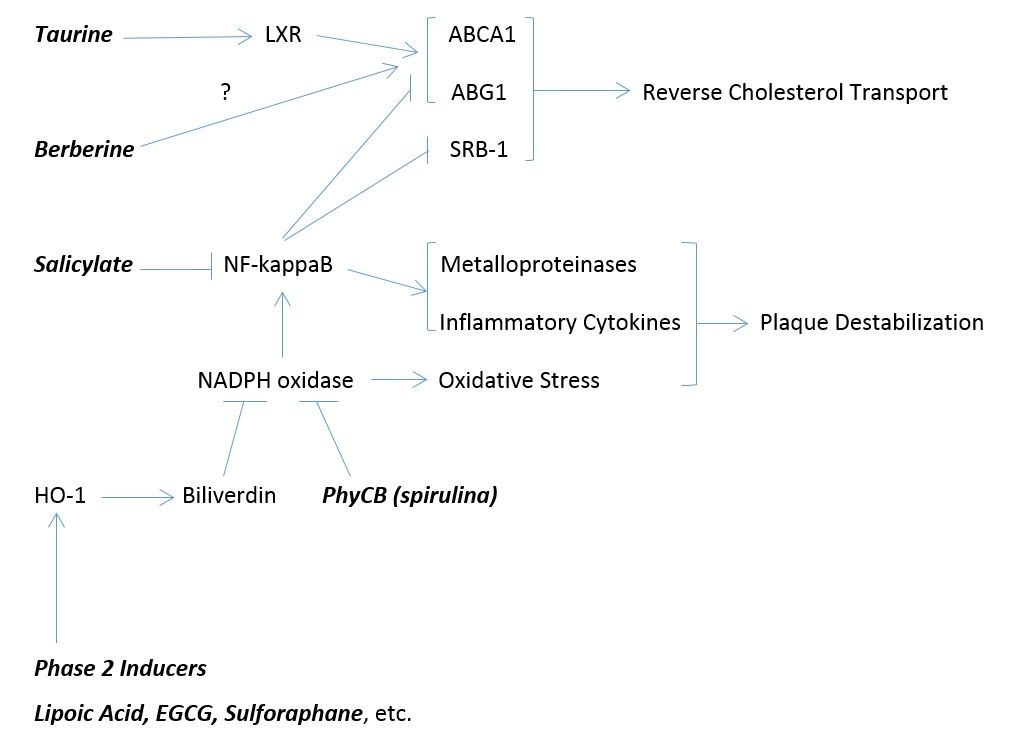 Taurine LXR ABCA1
? ABG1 Reverse Cholesterol Transport
Berberine SRB-1
Salicylate NF-kappaB Metalloproteinases
Inflammatory Cytokines Plaque Destabilization
NADPH oxidase Oxidative Stress
HO-1 Biliverdin PhyCB (spirulina)
Phase 2 Inducers
Lipoic Acid, EGCG, Sulforaphane, etc.